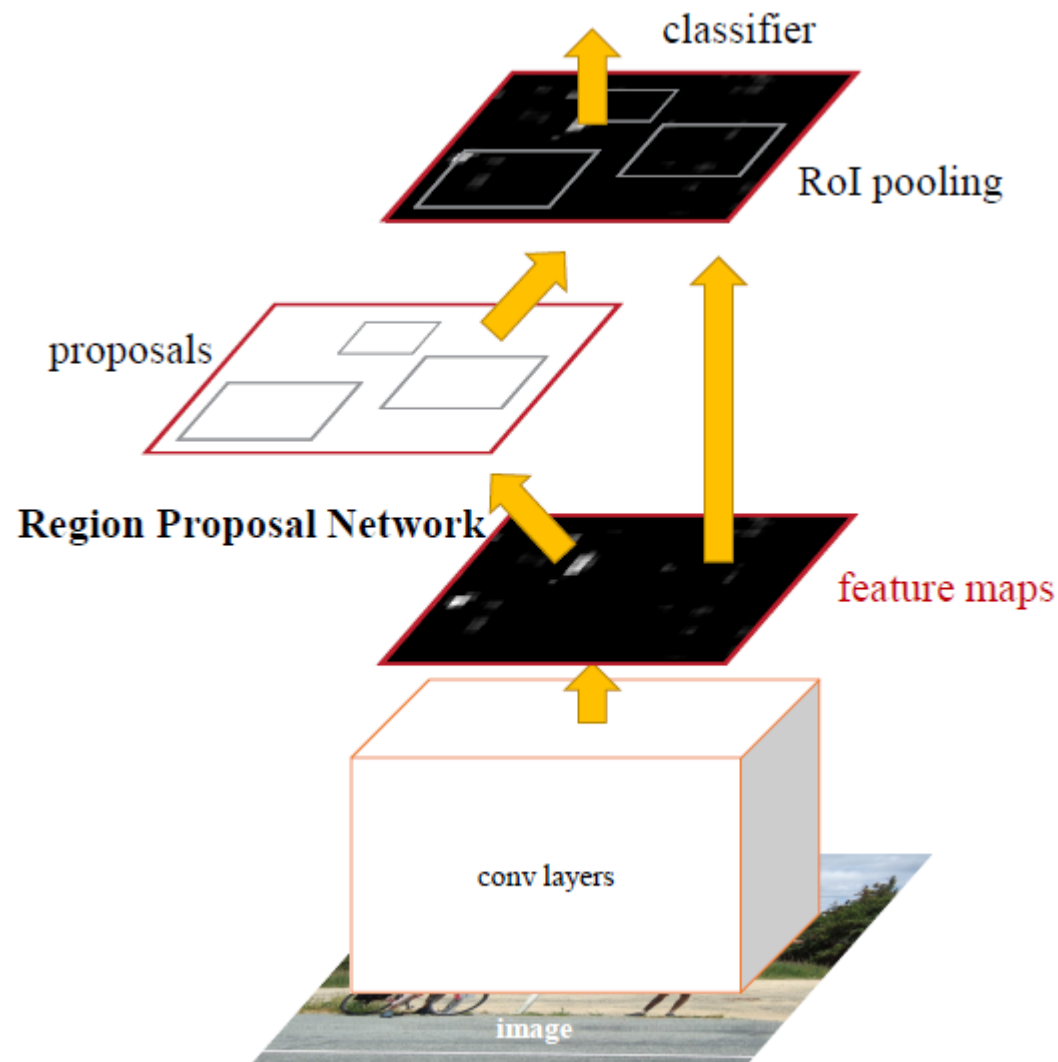 classifier
RoI pooling
proposals
Region Proposal Network
feature maps
conv layers
image